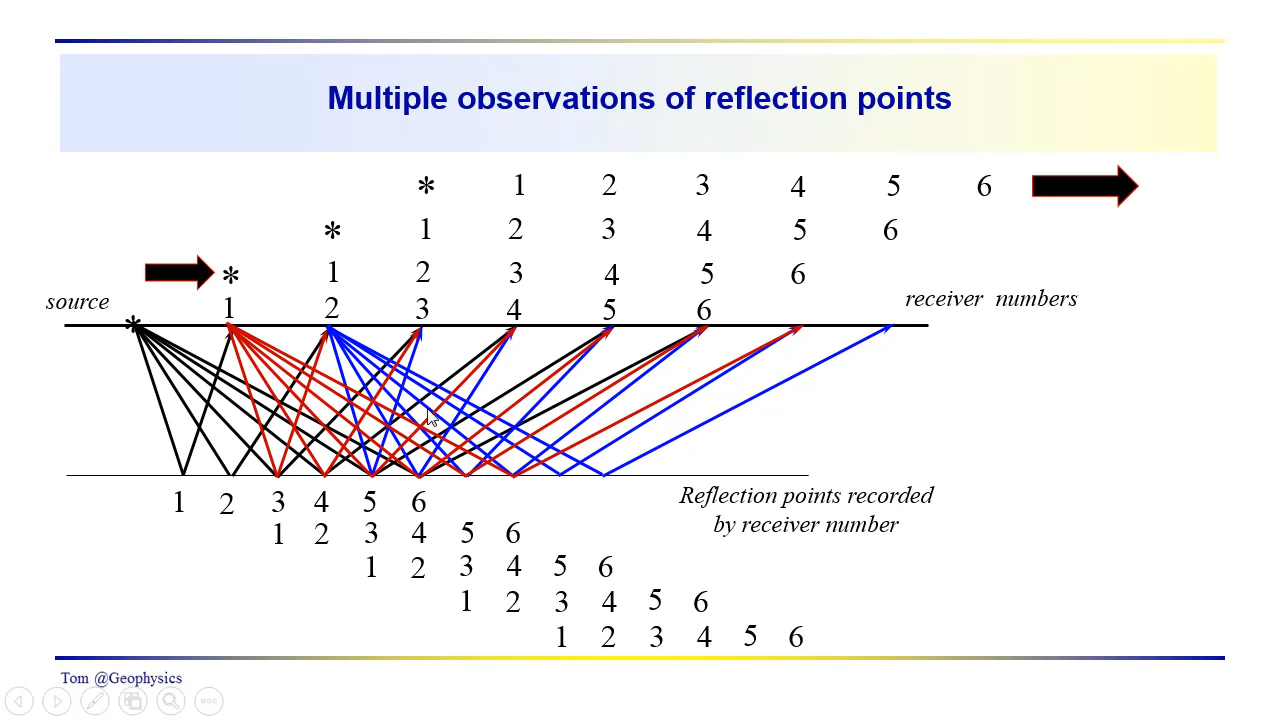 Multiple observations of reflection points
* 1 2 3 4 5 6
* 1 2 3 4 5 6
* 1 2 3 4 5 6
source
receiver numbers
* 1 2 3 4 5 6
Reflection points recorded
by receiver number
1 2 3 4 5 6
1 2 3 4 5 6
1 2 3 4 5 6
1 2 3 4 5 6
1 2 3 4 5 6
Tom @Geophysics